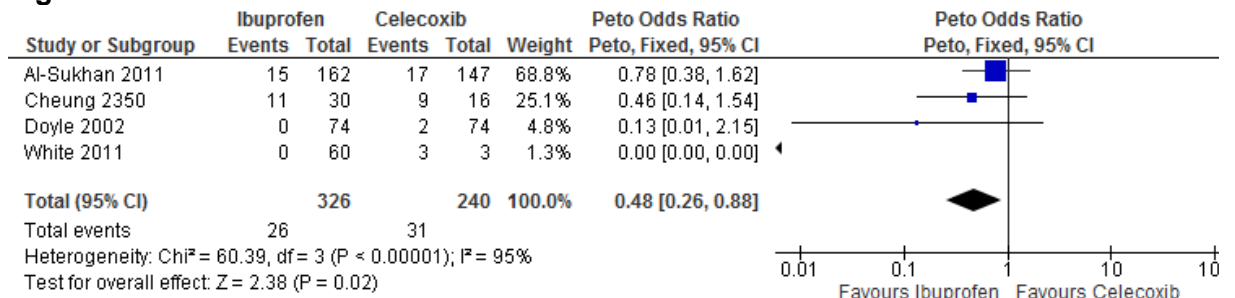 Ibuprofen Celecoxib Peto Odds Ratio Peto Odds Ratio
Study or Subgroup Events Total Events Total Weight Peto, Fixed, 95% CI Peto, Fixed, 95% CI
Al-Sukhan 2011 15 162 17 147 68.8% 0.78 [0.38, 1.62]
Cheung 2350 11 30 9 16 25.1% 0.46 [0.14, 1.54]
Doyle 2002 0 74 2 74 4.8% 0.13 [0.01, 2.15]
White 2011 0 60 3 3 1.3% 0.00 [0.00, 0.00]
Total (95% CI) 326 240 100.0% 0.48 [0.26, 0.88]
Total events 26 31
Heterogeneity: Chi² = 60.39, df = 3 (P < 0.00001); I² = 95%
Test for overall effect: Z = 2.38 (P = 0.02)
0.01 0.1 1 10 10
Favours Ibuprofen Favours Celecoxib